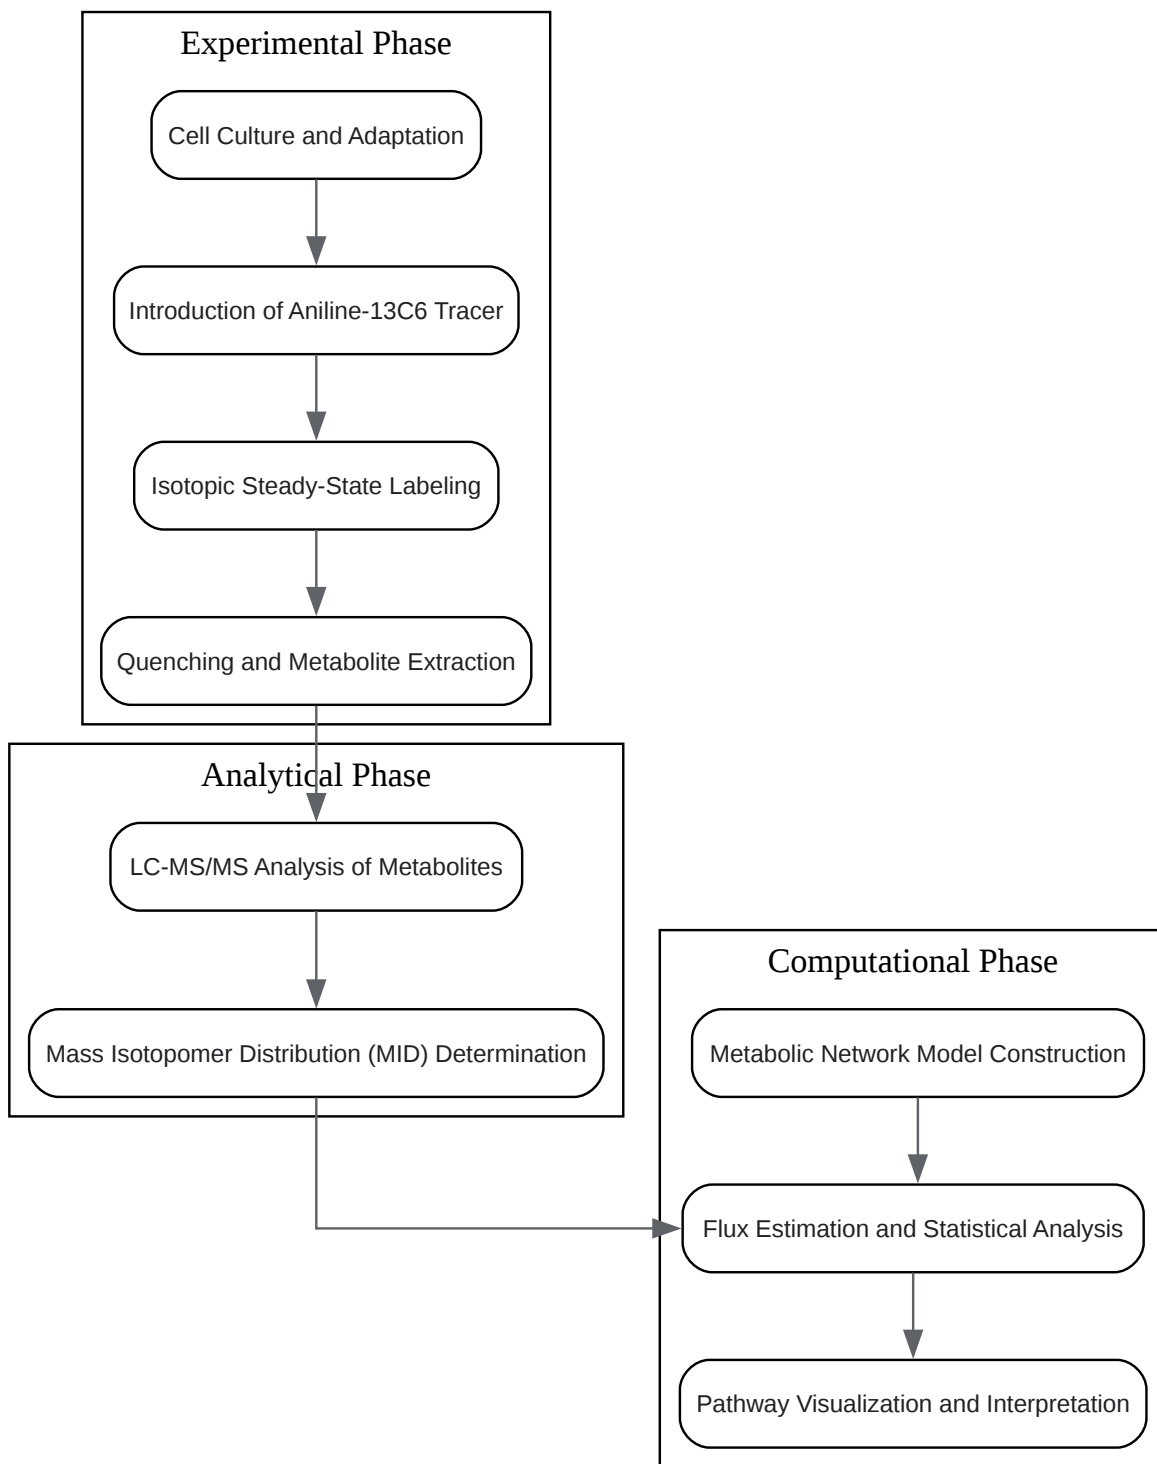 Experimental Phase
Cell Culture and Adaptation
Introduction of Aniline-13C6 Tracer
Isotopic Steady-State Labeling
Quenching and Metabolite Extraction
Analytical Phase
LC-MS/MS Analysis of Metabolites
Mass Isotopomer Distribution (MID) Determination
Computational Phase
Metabolic Network Model Construction
Flux Estimation and Statistical Analysis
Pathway Visualization and Interpretation